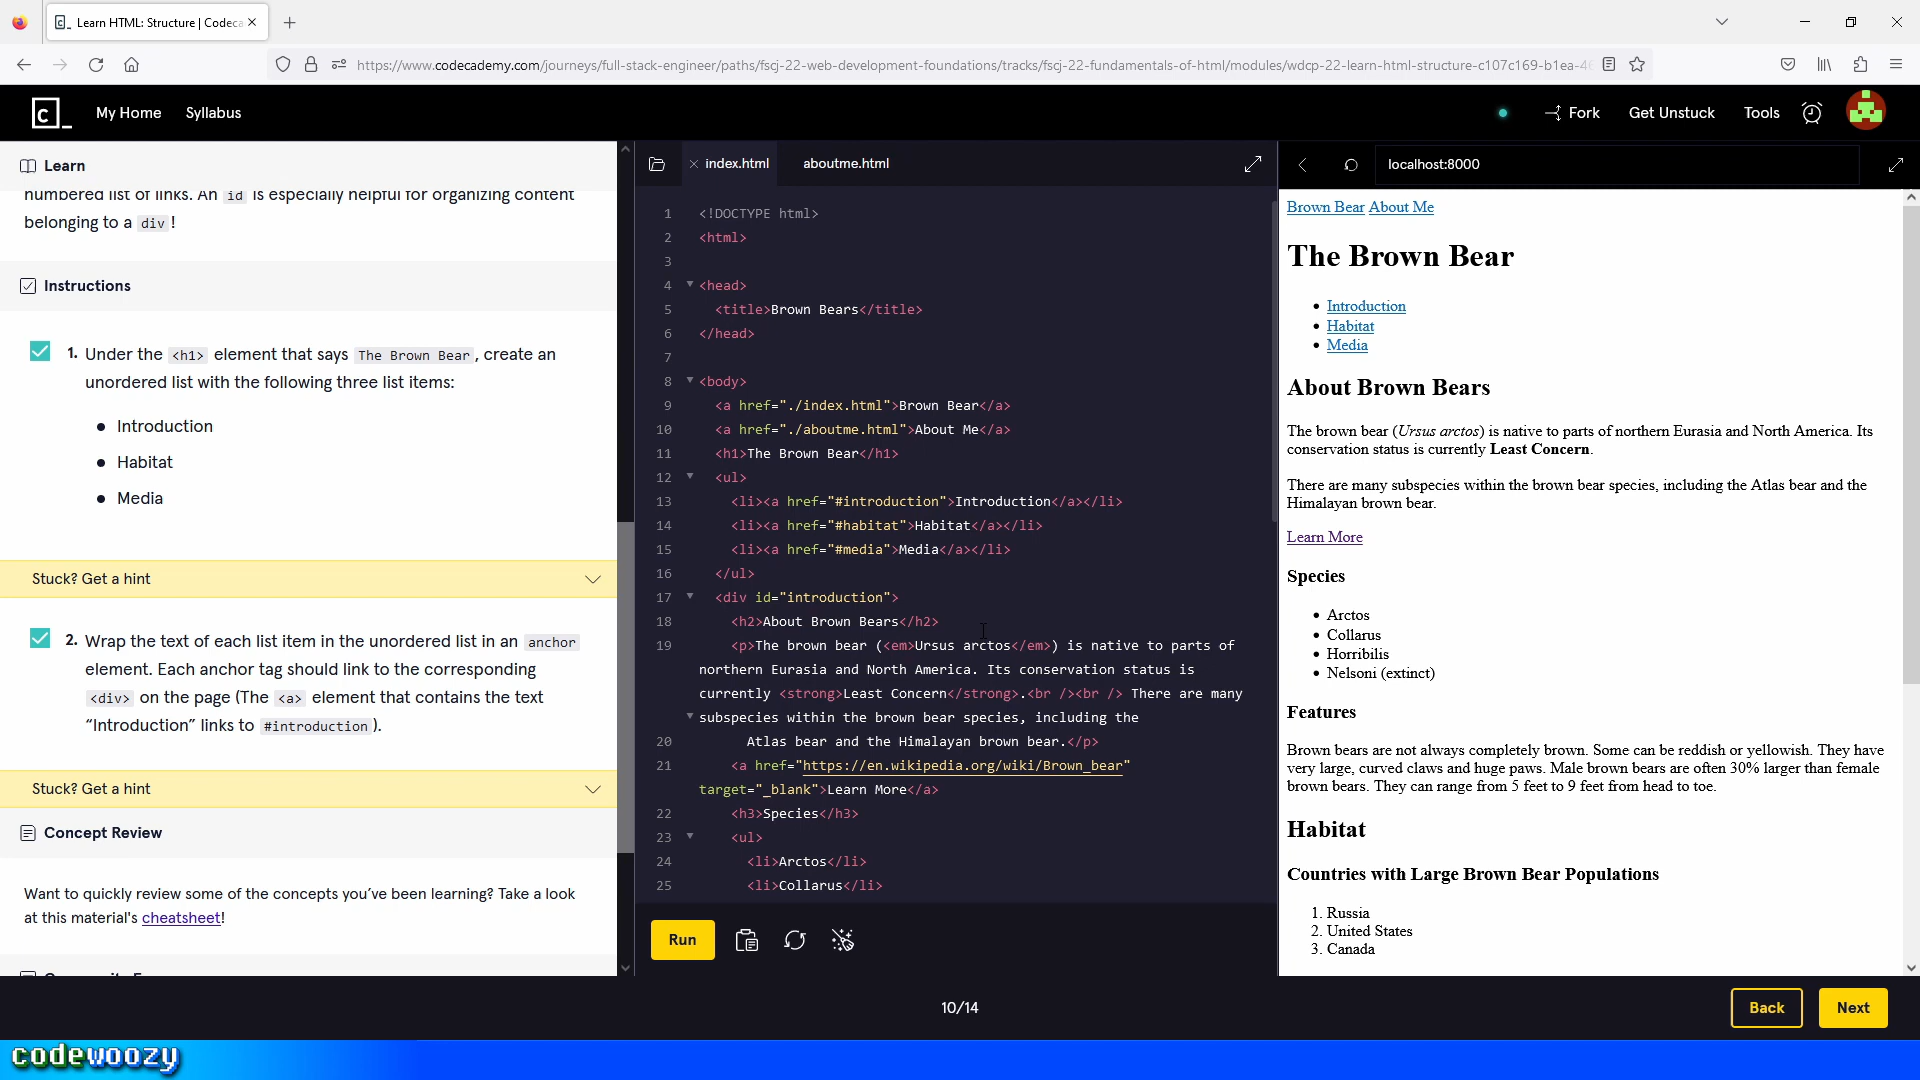 Learn HTML: Structure | Codeca
https://www.codecademy.com/journeys/full-stack-engineer/paths/fscj-22-web-development-foundations/tracks/fscj-22-fundamentals-of-html/modules/wdcp-22-learn-html-structure-c107c169-b1ea-4
My Home
Syllabus
Fork
Get Unstuck
Tools
Learn
numbered list of links. An id is especially helpful for organizing content
belonging to a div !
Instructions
1. Under the <h1> element that says The Brown Bear, create an
unordered list with the following three list items:
● Introduction
● Habitat
● Media
Stuck? Get a hint
2. Wrap the text of each list item in the unordered list in an anchor
element. Each anchor tag should link to the corresponding
<div> on the page (The <a> element that contains the text
“Introduction” links to #introduction ).
Stuck? Get a hint
Concept Review
Want to quickly review some of the concepts you’ve been learning? Take a look
at this material's cheatsheet!
index.html
aboutme.html
1 <!DOCTYPE html>
2 <html>
3
4 <head>
5 <title>Brown Bears</title>
6 </head>
7
8 <body>
9 <a href="./index.html">Brown Bear</a>
10 <a href="./aboutme.html">About Me</a>
11 <h1>The Brown Bear</h1>
12 <ul>
13 <li><a href="#introduction">Introduction</a></li>
14 <li><a href="#habitat">Habitat</a></li>
15 <li><a href="#media">Media</a></li>
16 </ul>
17 <div id="introduction">
18 <h2>About Brown Bears</h2>
19 <p>The brown bear (<em>Ursus arctos</em>) is native to parts of
northern Eurasia and North America. Its conservation status is
currently <strong>Least Concern</strong>.<br /><br /> There are many
subspecies within the brown bear species, including the
20 Atlas bear and the Himalayan brown bear.</p>
21 <a href="https://en.wikipedia.org/wiki/Brown_bear"
target="_blank">Learn More</a>
22 <h3>Species</h3>
23 <ul>
24 <li>Arctos</li>
25 <li>Collarus</li>
Run
localhost:8000
Brown Bear About Me
The Brown Bear
• Introduction
• Habitat
• Media
About Brown Bears
The brown bear (Ursus arctos) is native to parts of northern Eurasia and North America. Its
conservation status is currently Least Concern.
There are many subspecies within the brown bear species, including the Atlas bear and the
Himalayan brown bear.
Learn More
Species
• Arctos
• Collarus
• Horribilis
• Nelsoni (extinct)
Features
Brown bears are not always completely brown. Some can be reddish or yellowish. They have
very large, curved claws and huge paws. Male brown bears are often 30% larger than female
brown bears. They can range from 5 feet to 9 feet from head to toe.
Habitat
Countries with Large Brown Bear Populations
1. Russia
2. United States
3. Canada
10/14
Back
Next
codewoozy